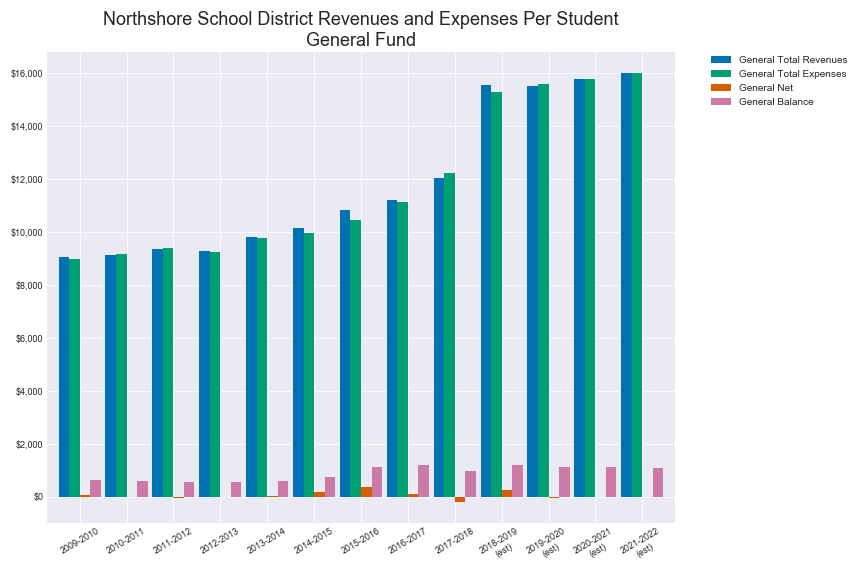 Northshore School District Revenues and Expenses Per Student
General Fund
General Total Revenues
General Total Expenses
General Net
General Balance
$16,000
$14,000
$12,000
$10,000
$8,000
$6,000
$4,000
$2,000
$0
2009-2010
2010-2011
2011-2012
2012-2013
2013-2014
2014-2015
2015-2016
2016-2017
2017-2018
2018-2019
(est)
2019-2020
(est)
2020-2021
(est)
2021-2022
(est)